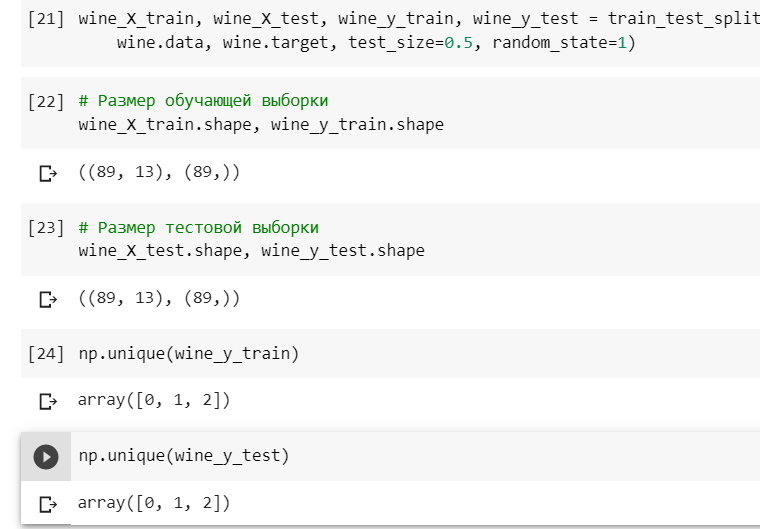 [21] wine_X_train, wine_X_test, wine_y_train, wine_y_test = train_test_split
wine.data, wine.target, test_size=0.5, random_state=1)
[22] # Размер обучающей выборки
wine_X_train.shape, wine_y_train.shape
((89, 13), (89,))
[23] # Размер тестовой выборки
wine_X_test.shape, wine_y_test.shape
((89, 13), (89,))
[24] np.unique(wine_y_train)
array([0, 1, 2])
np.unique(wine_y_test)
array([0, 1, 2])